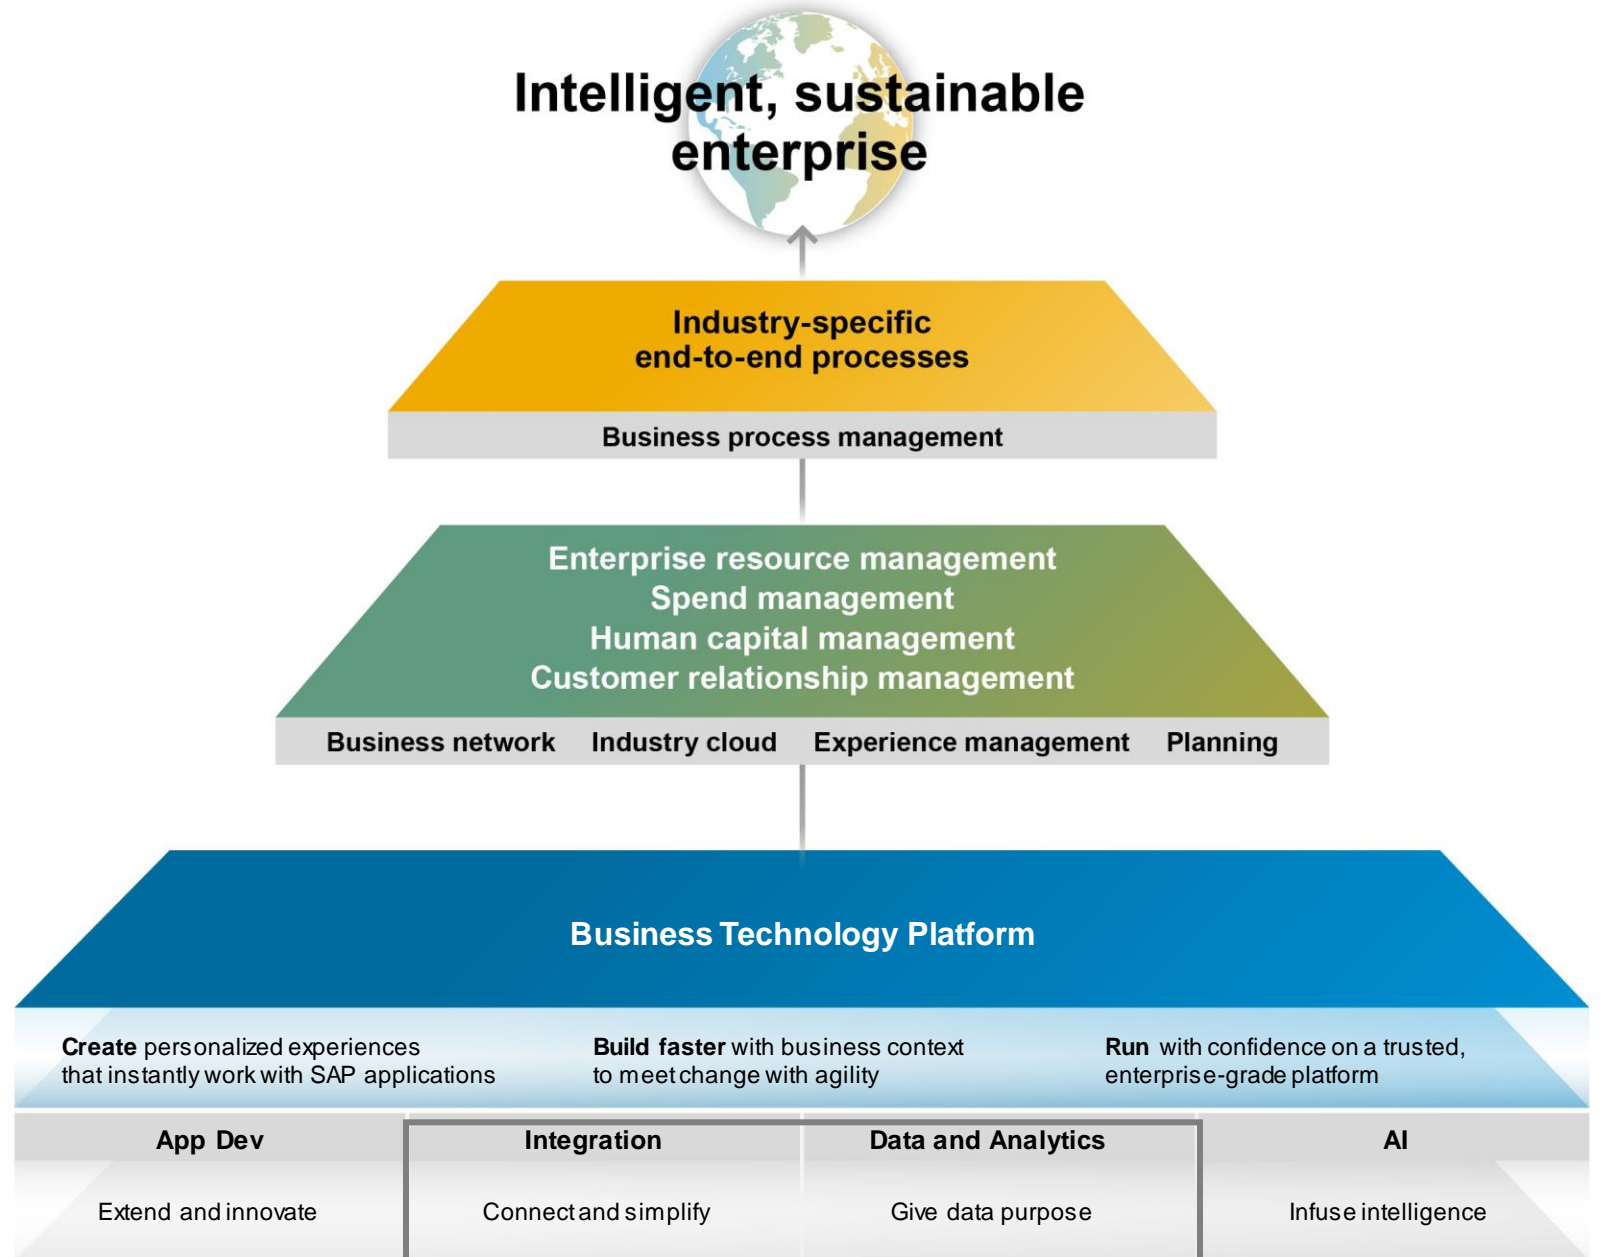 Intelligent, sustainable
enterprise
Industry-specific
end-to-end processes
Business process management
Enterprise resource management
Spend management
Human capital management
Customer relationship management
Business network Industry cloud Experience management Planning
Business Technology Platform
Create personalized experiences
that instantly work with SAP applications
Build faster with business context
to meet change with agility
Run with confidence on a trusted,
enterprise-grade platform
App Dev Integration Data and Analytics AI
Extend and innovate Connect and simplify Give data purpose Infuse intelligence